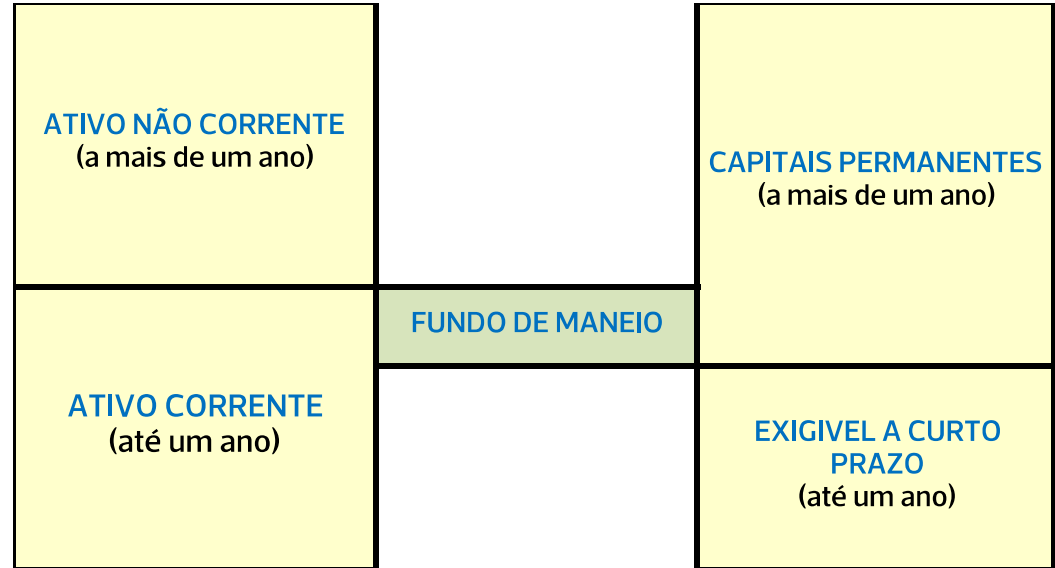 ATIVO NÃO CORRENTE
(a mais de um ano)
CAPITAIS PERMANENTES
(a mais de um ano)
FUNDO DE MANEIO
ATIVO CORRENTE
(até um ano)
EXIGIVEL A CURTO
PRAZO
(até um ano)